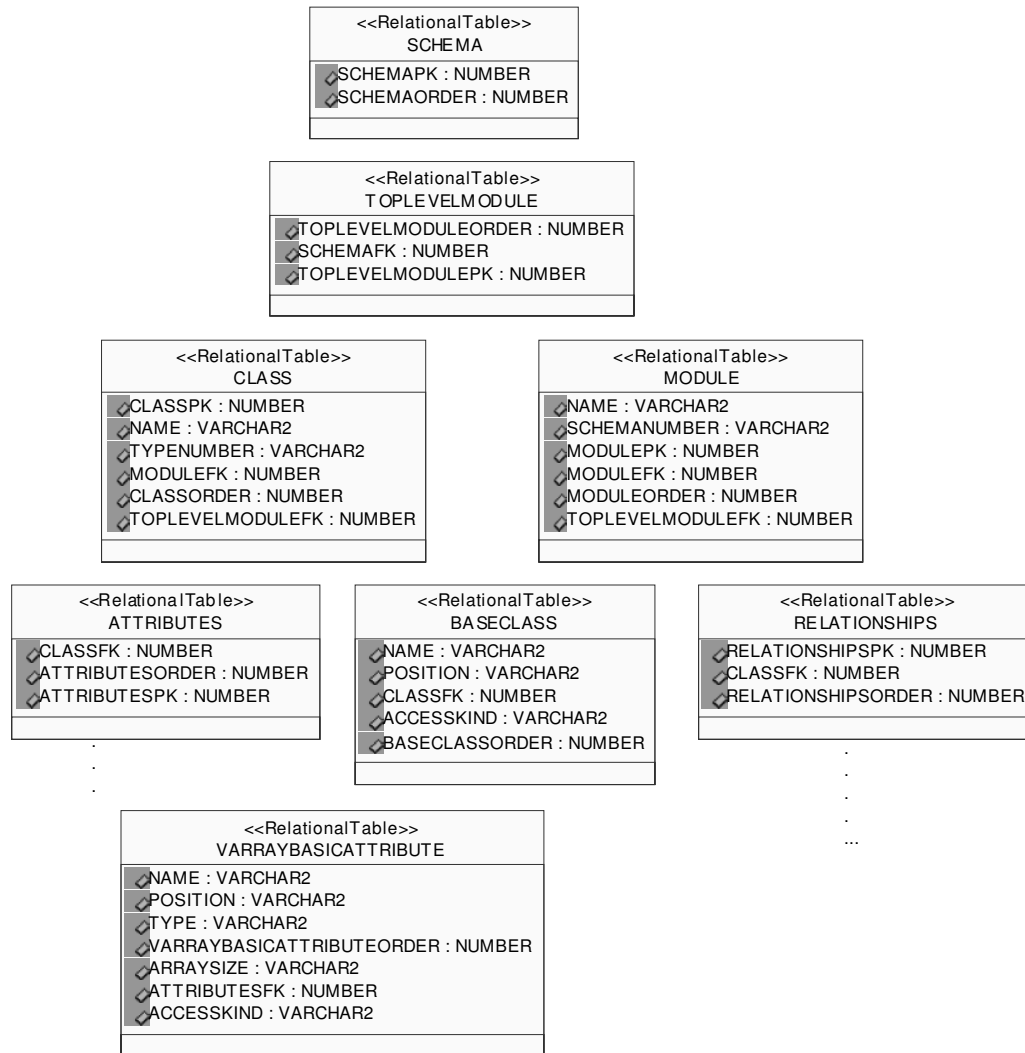 <<RelationalTable>>
SCHEMA
SCHEMAPK : NUMBER
SCHEMAORDER : NUMBER
<<RelationalTable>>
TOPLEVELMODULE
TOPLEVELMODULEORDER : NUMBER
SCHEMAFK : NUMBER
TOPLEVELMODULEPK : NUMBER
<<RelationalTable>>
CLASS
CLASSPK : NUMBER
NAME : VARCHAR2
TYPENUMBER : VARCHAR2
MODULEFK : NUMBER
CLASSORDER : NUMBER
TOPLEVELMODULEFK : NUMBER
<<RelationalTable>>
MODULE
NAME : VARCHAR2
SCHEMANUMBER : VARCHAR2
MODULEPK : NUMBER
MODULEFK : NUMBER
MODULEORDER : NUMBER
TOPLEVELMODULEFK : NUMBER
<<RelationalTable>>
ATTRIBUTES
CLASSFK : NUMBER
ATTRIBUTESORDER : NUMBER
ATTRIBUTESPK : NUMBER
.
.
.
<<RelationalTable>>
BASECLASS
NAME : VARCHAR2
POSITION : VARCHAR2
CLASSFK : NUMBER
ACCESSKIND : VARCHAR2
BASECLASSORDER : NUMBER
<<RelationalTable>>
RELATIONSHIPS
RELATIONSHIPSPK : NUMBER
CLASSFK : NUMBER
RELATIONSHIPSORDER : NUMBER
.
.
.
.
...
<<RelationalTable>>
VARRAYBASICATTRIBUTE
NAME : VARCHAR2
POSITION : VARCHAR2
TYPE : VARCHAR2
VARRAYBASICATTRIBUTEORDER : NUMBER
ARRAYSIZE : VARCHAR2
ATTRIBUTESFK : NUMBER
ACCESSKIND : VARCHAR2